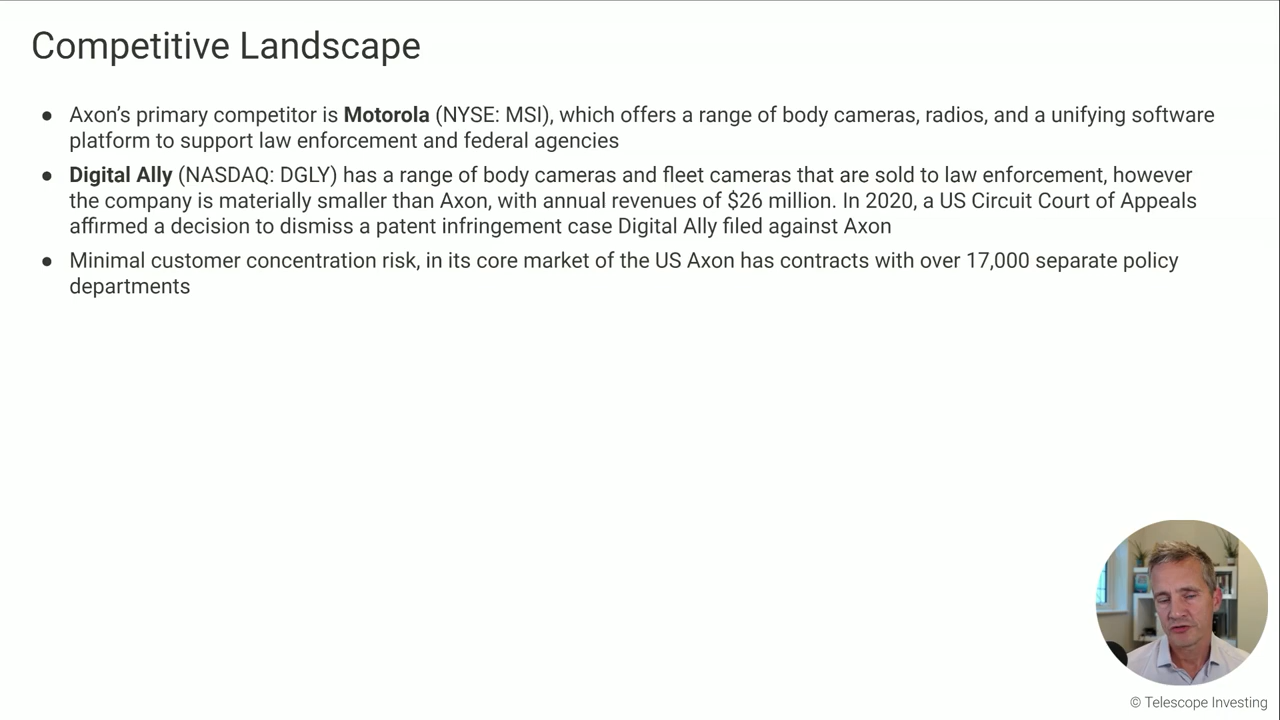 Competitive Landscape
● Axon's primary competitor is Motorola (NYSE: MSI), which offers a range of body cameras, radios, and a unifying software
platform to support law enforcement and federal agencies
● Digital Ally (NASDAQ: DGLY) has a range of body cameras and fleet cameras that are sold to law enforcement, however
the company is materially smaller than Axon, with annual revenues of $26 million. In 2020, a US Circuit Court of Appeals
affirmed a decision to dismiss a patent infringement case Digital Ally filed against Axon
● Minimal customer concentration risk, in its core market of the US Axon has contracts with over 17,000 separate policy
departments
© Telescope Investing